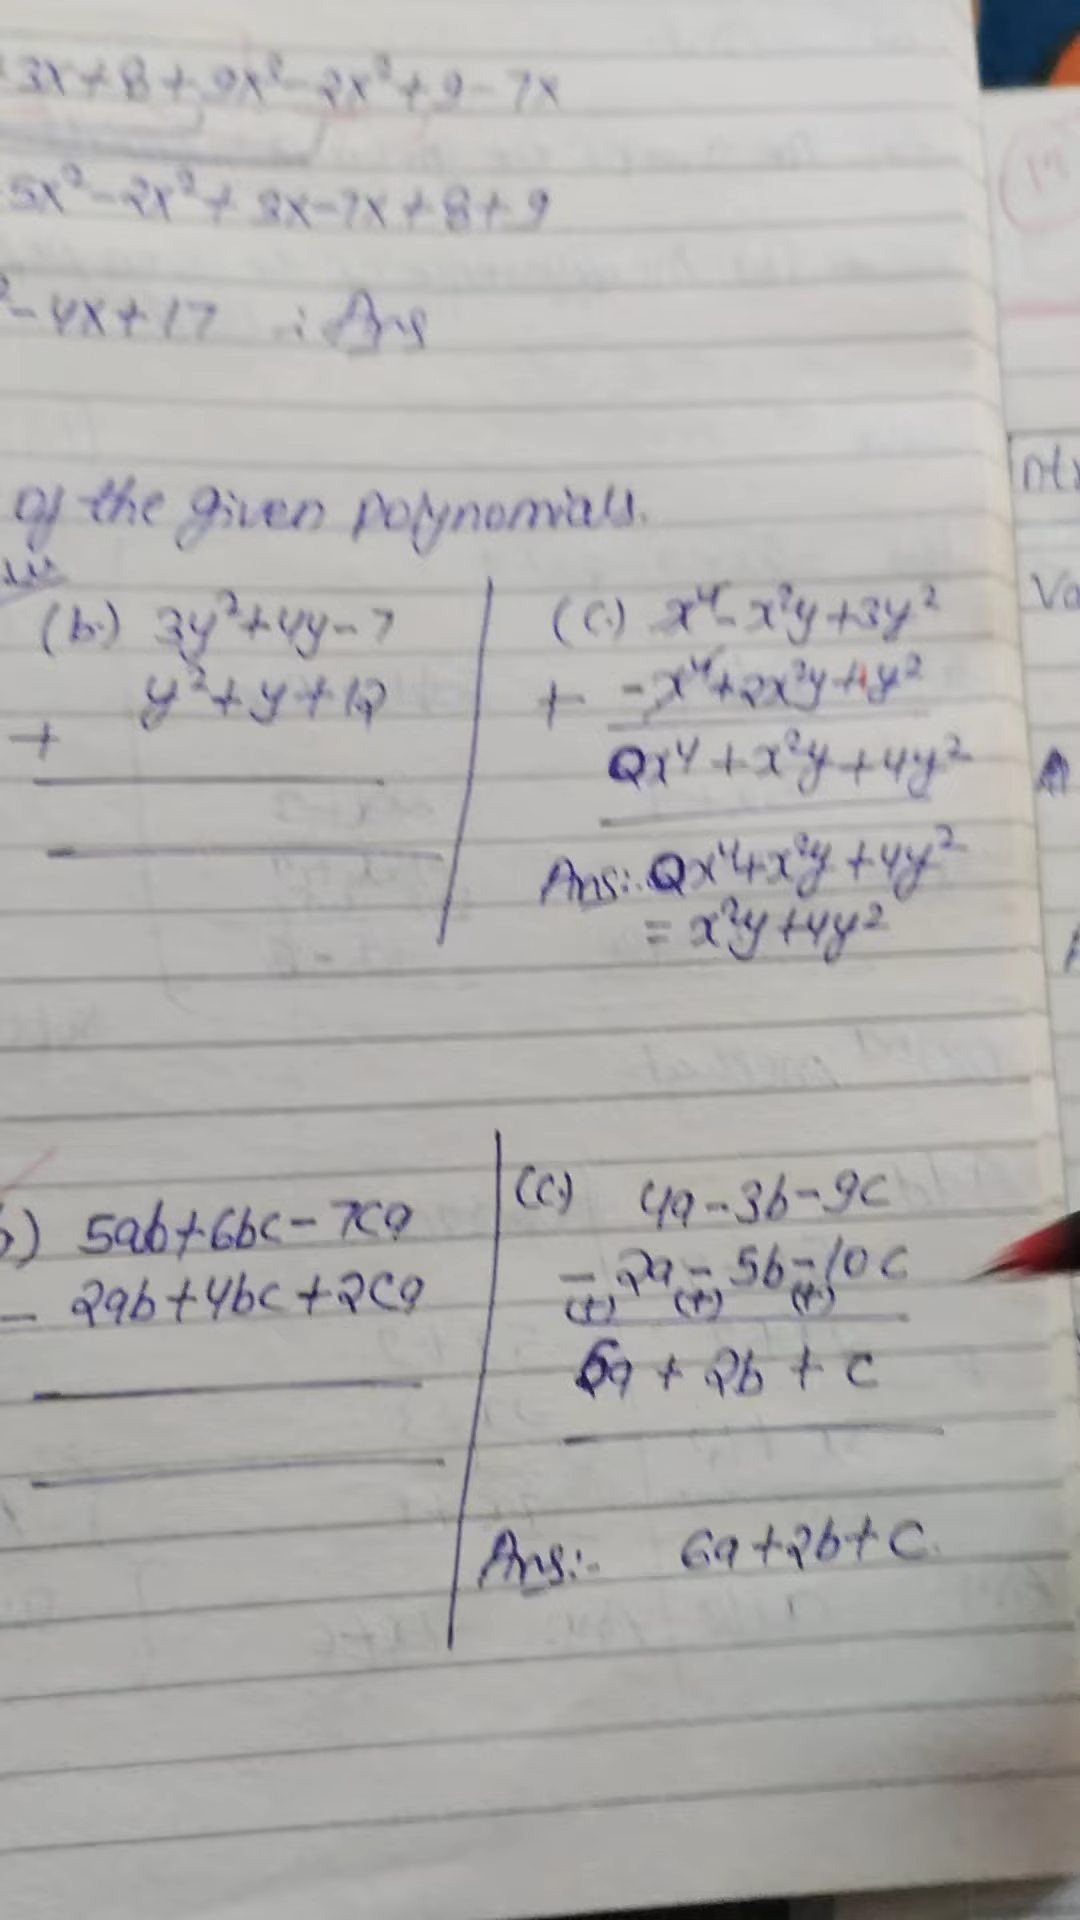 3x+8+9x²-2x²+9-7x
5x²-2x²+3x-7x+8+9
-4x+17 : Ans
of the given polynomials.
(b.) 3y²+4y-7
y²+y+12
+
(c.) x⁴-x²y+3y²
+ -x⁴+2x²y+y²
0x⁴+x²y+4y²
Ans:. 0x⁴+x²y+4y²
= x²y+4y²
) 5ab+6bc-7ca
- 2ab+4bc+2ca
(c.) 4a-3b-9c
-2a-5b-10c
(+) (+) (+)
6a+2b+c
Ans:- 6a+2b+c.